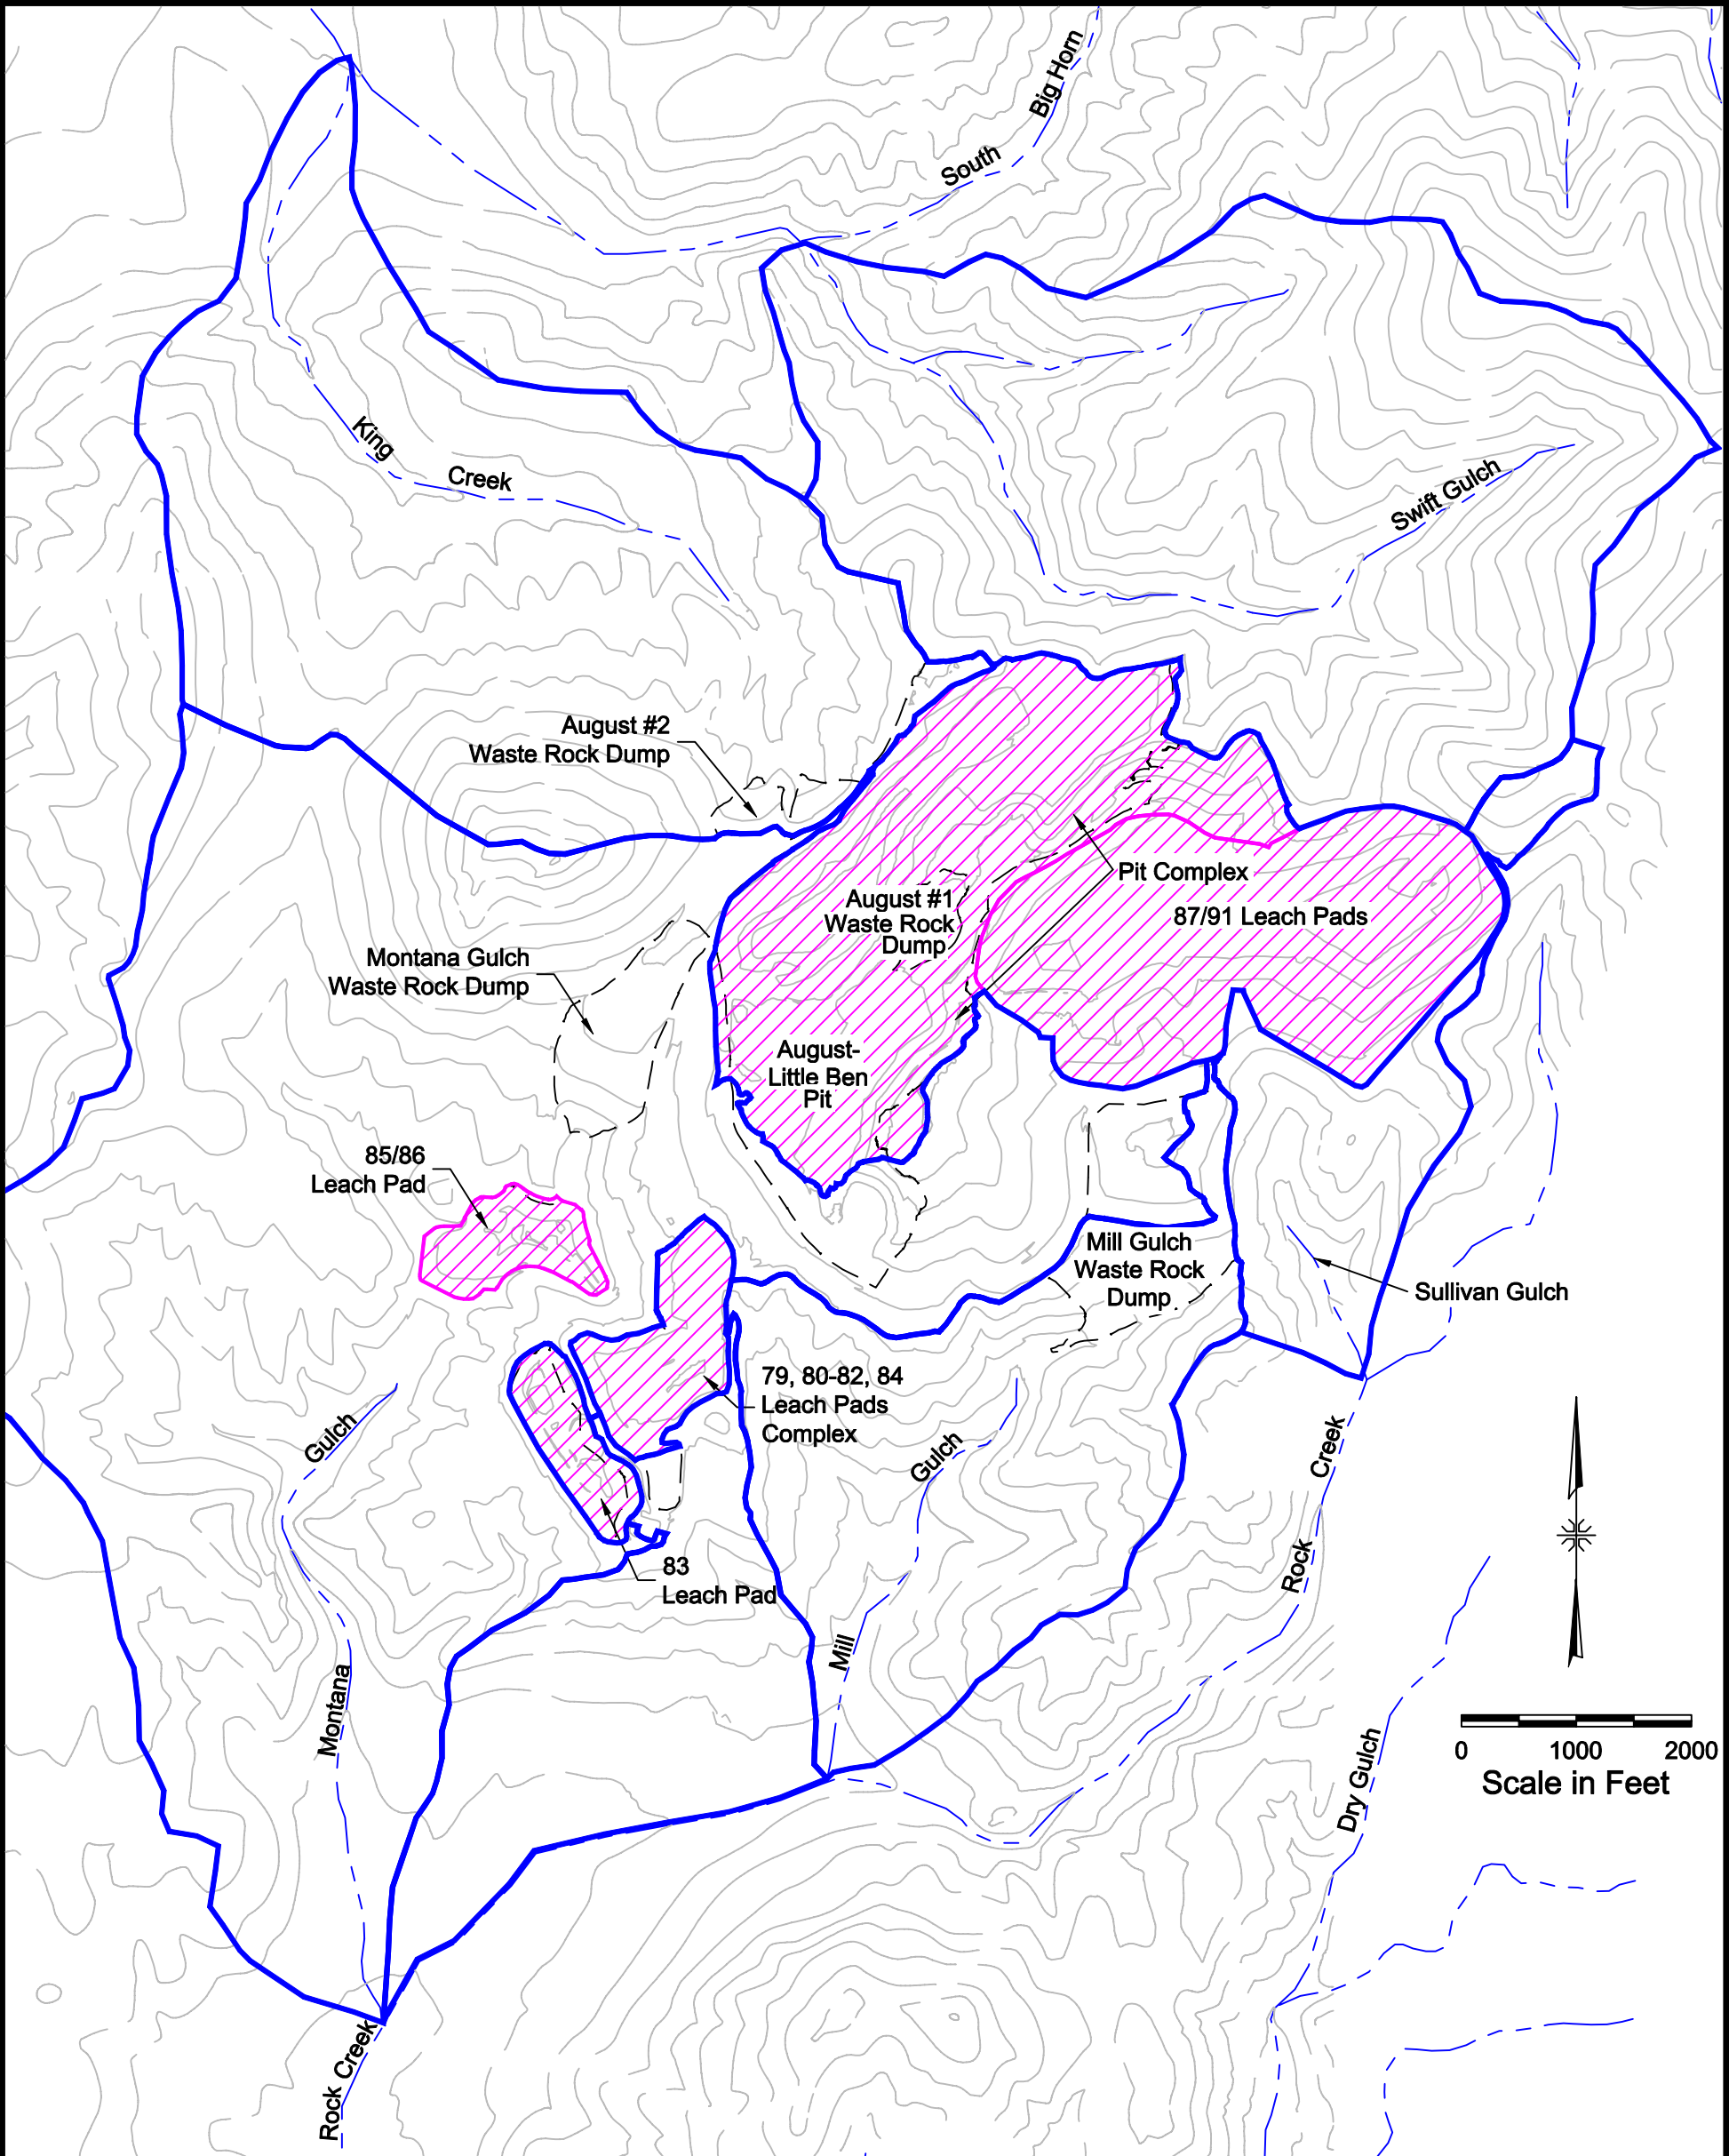 Big Horn
South
King
Creek
Swift Gulch
August #2
Waste Rock Dump
Pit Complex
August #1
Waste Rock
Dump
87/91 Leach Pads
Montana Gulch
Waste Rock Dump
August-
Little Ben
Pit
85/86
Leach Pad
Mill Gulch
Waste Rock
Dump
Sullivan Gulch
79, 80-82, 84
Leach Pads
Complex
Gulch
Gulch
Creek
Rock
83
Leach Pad
Mill
Montana
Dry Gulch
0 1000 2000
Scale in Feet
Rock Creek